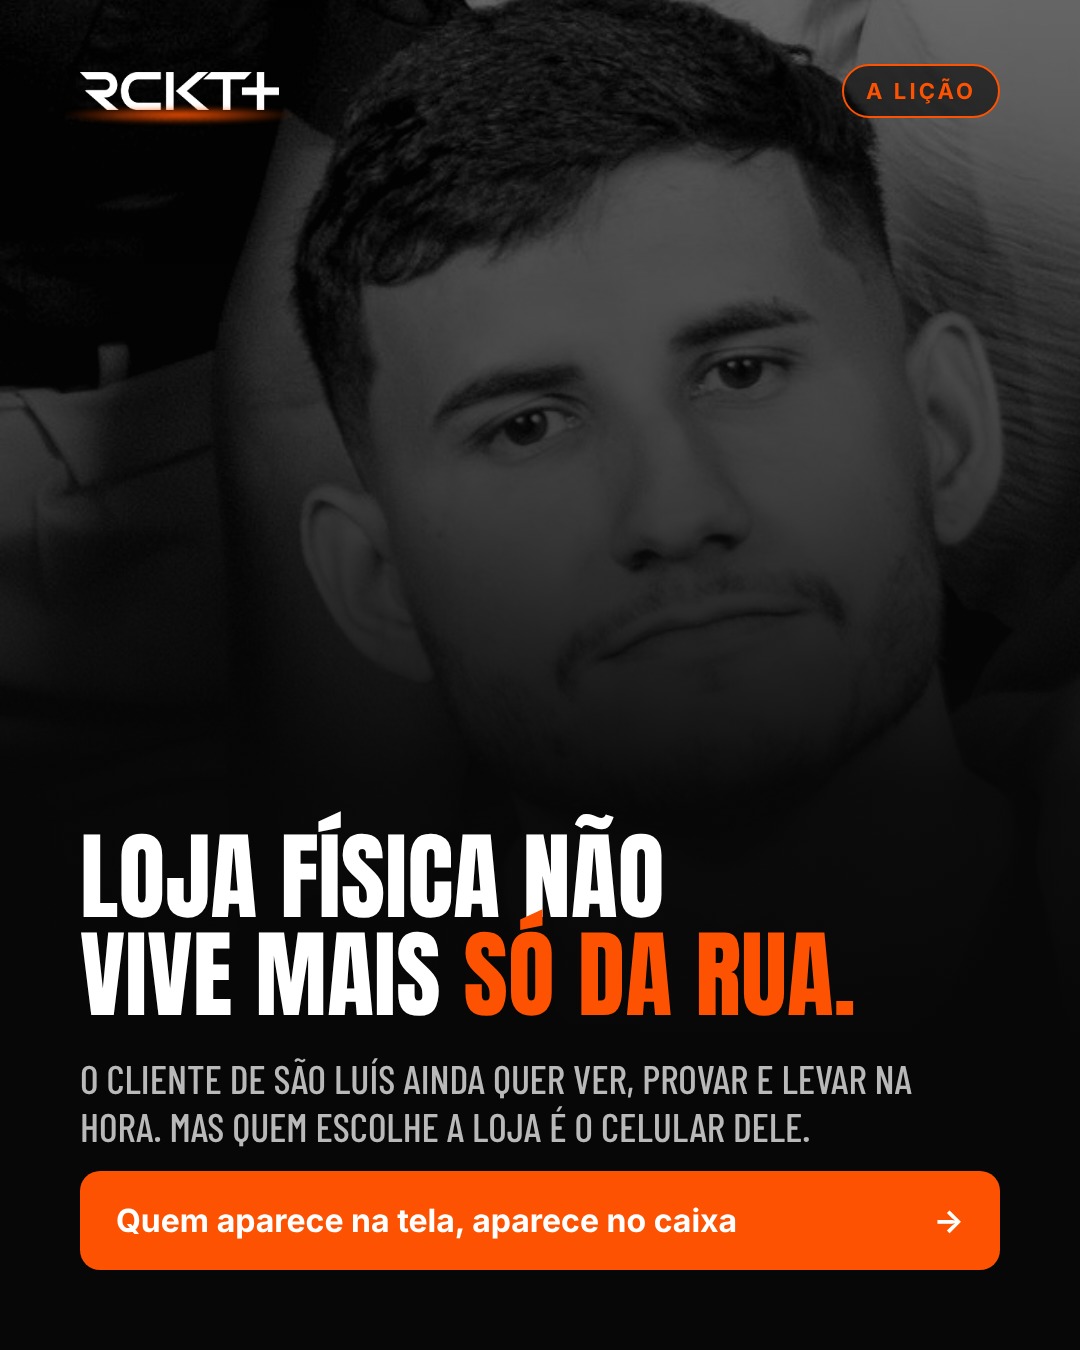 RCKT+
A LIÇÃO
LOJA FÍSICA NÃO
VIVE MAIS SÓ DA RUA.
O CLIENTE DE SÃO LUÍS AINDA QUER VER, PROVAR E LEVAR NA
HORA. MAS QUEM ESCOLHE A LOJA É O CELULAR DELE.
Quem aparece na tela, aparece no caixa →